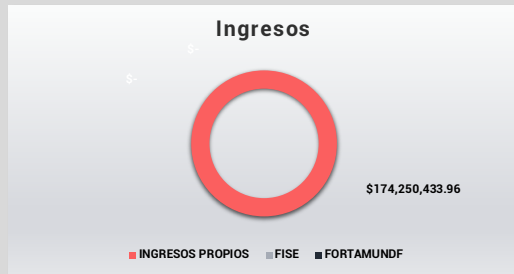 Ingresos
$-
$-
$174,250,433.96
INGRESOS PROPIOS FISE FORTAMUNDF